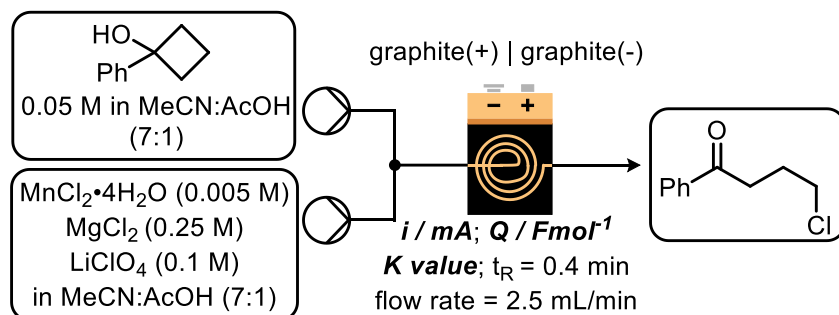 HO
Ph
0.05 M in MeCN:AcOH
(7:1)
MnCl2•4H2O (0.005 M)
MgCl2 (0.25 M)
LiClO4 (0.1 M)
in MeCN:AcOH (7:1)
graphite(+) | graphite(-)
− +
i / mA; Q / Fmol-1
K value; tR = 0.4 min
flow rate = 2.5 mL/min
O
Ph
Cl